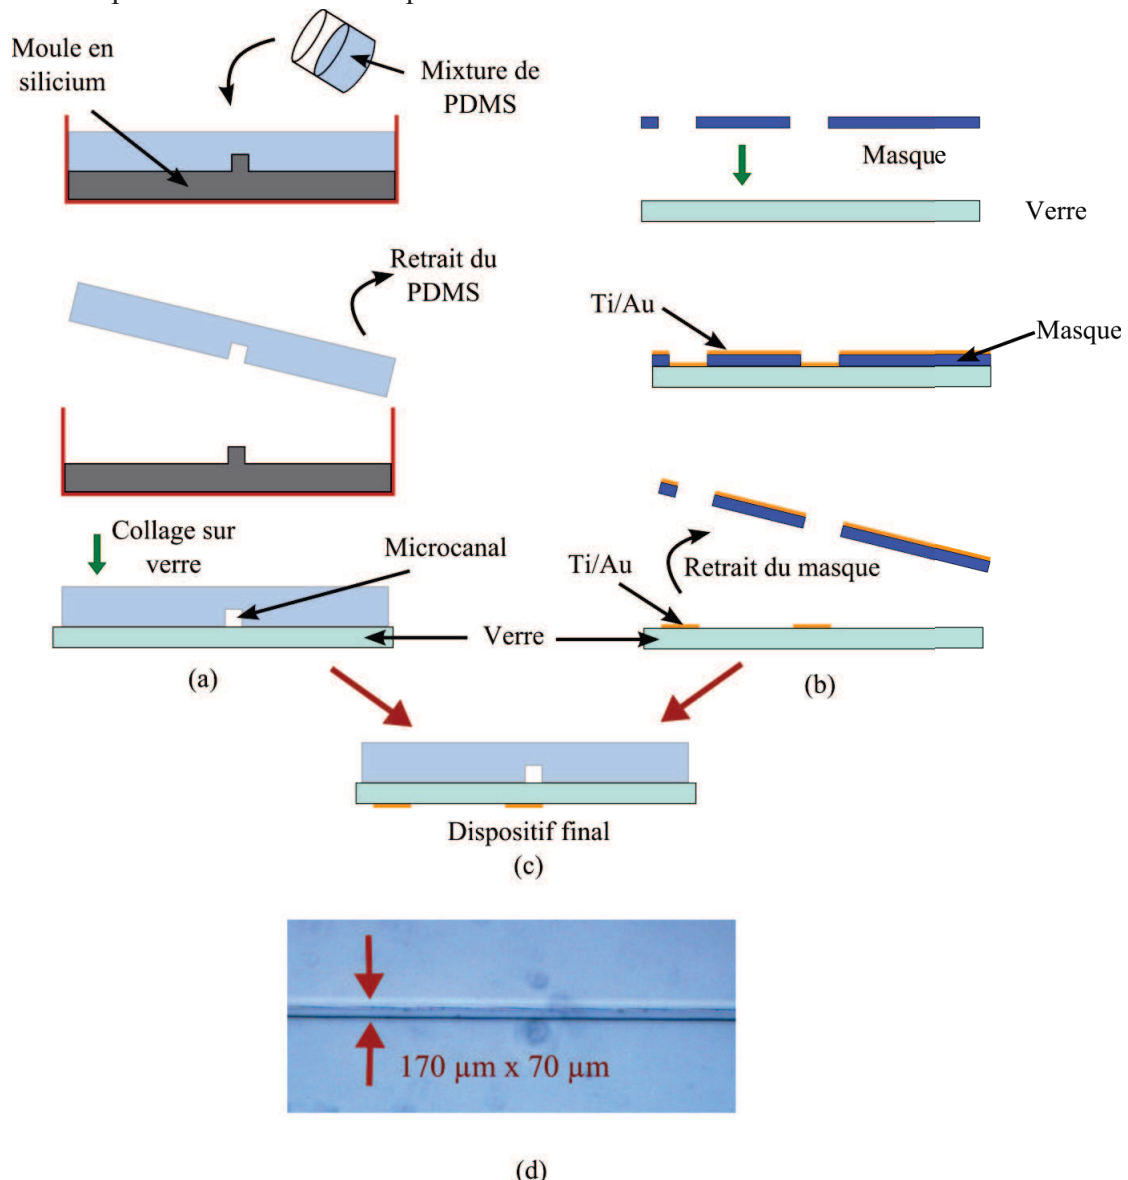 Moule en
silicium
Mixture de
PDMS
Retrait du
PDMS
Collage sur
verre
Microcanal
Verre
(a)
Masque
Verre
Ti/Au
Masque
Ti/Au
Retrait du masque
(b)
Dispositif final
(c)
170 µm x 70 µm
(d)